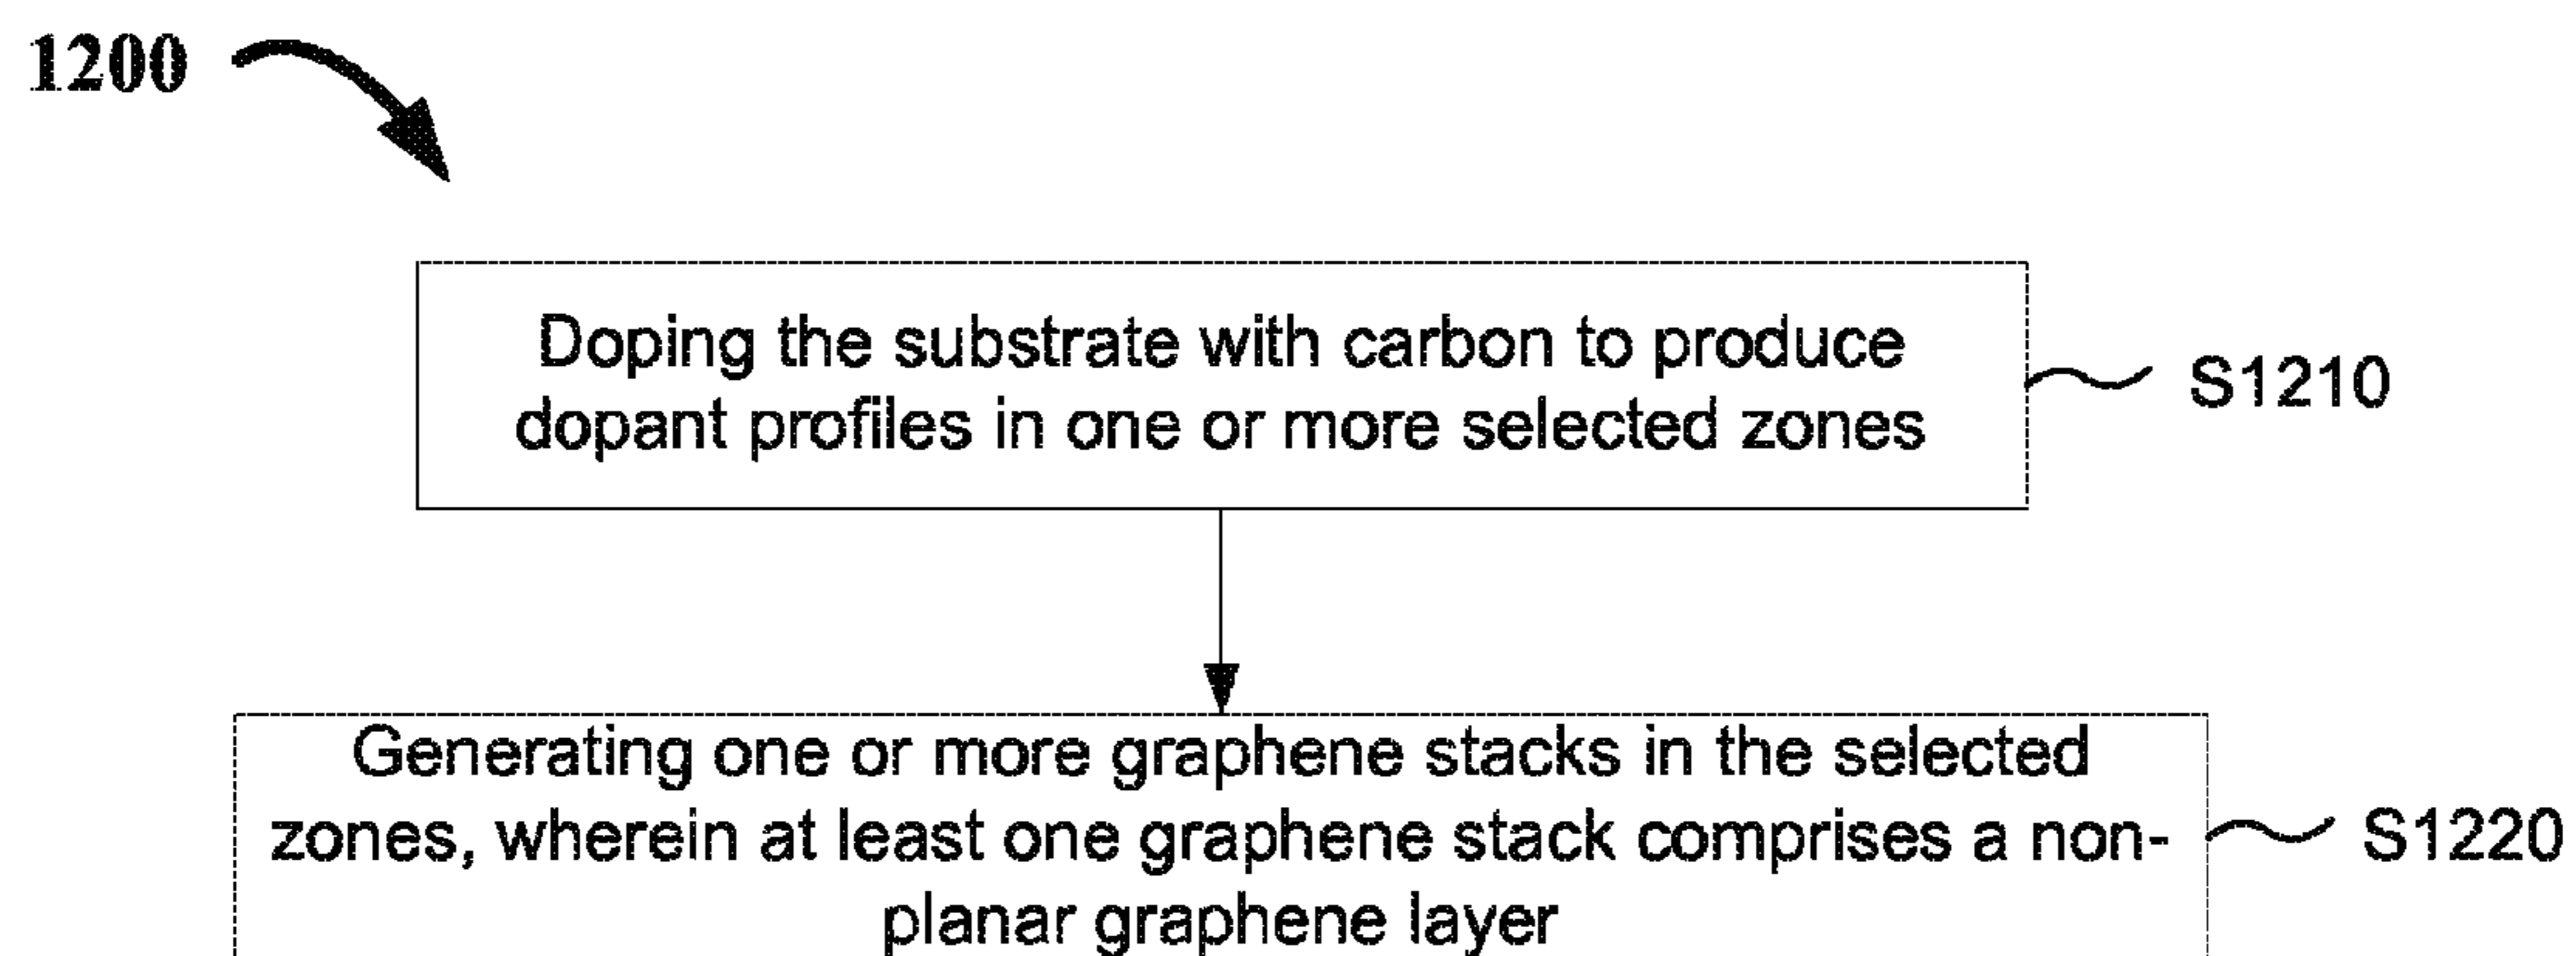 1200
Doping the substrate with carbon to produce
dopant profiles in one or more selected zones
S1210
Generating one or more graphene stacks in the selected
zones, wherein at least one graphene stack comprises a non-
planar graphene layer
S1220